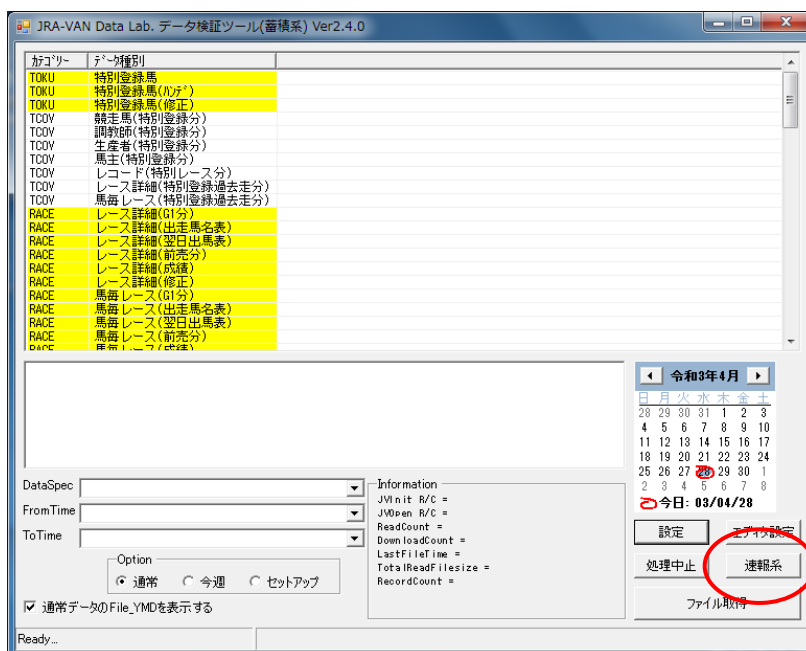 JRA-VAN Data Lab. データ検証ツール(蓄積系) Ver2.4.0
カテゴリー データ種別
TOKU 特別登録馬
TOKU 特別登録馬(ハンデ)
TOKU 特別登録馬(修正)
TCOV 競走馬(特別登録分)
TCOV 調教師(特別登録分)
TCOV 生産者(特別登録分)
TCOV 馬主(特別登録分)
TCOV レコード(特別レース分)
TCOV レース詳細(特別登録過去走分)
TCOV 馬毎レース(特別登録過去走分)
RACE レース詳細(G1分)
RACE レース詳細(出走馬名表)
RACE レース詳細(翌日出馬表)
RACE レース詳細(前売分)
RACE レース詳細(成績)
RACE レース詳細(修正)
RACE 馬毎レース(G1分)
RACE 馬毎レース(出走馬名表)
RACE 馬毎レース(翌日出馬表)
RACE 馬毎レース(前売分)
RACE 馬毎レース(成績)
令和3年4月
日 月 火 水 木 金 土
28 29 30 31 1 2 3
4 5 6 7 8 9 10
11 12 13 14 15 16 17
18 19 20 21 22 23 24
25 26 27 28 29 30 1
2 3 4 5 6 7 8
今日: 03/04/28
DataSpec
FromTime
ToTime
Option
通常 今週 セットアップ
通常データのFile_YMDを表示する
Information
JVInit R/C =
JVOpen R/C =
ReadCount =
DownloadCount =
LastFileTime =
TotalReadFilesize =
RecordCount =
設定 エディタ設定
処理中止 速報系
ファイル取得
Ready...